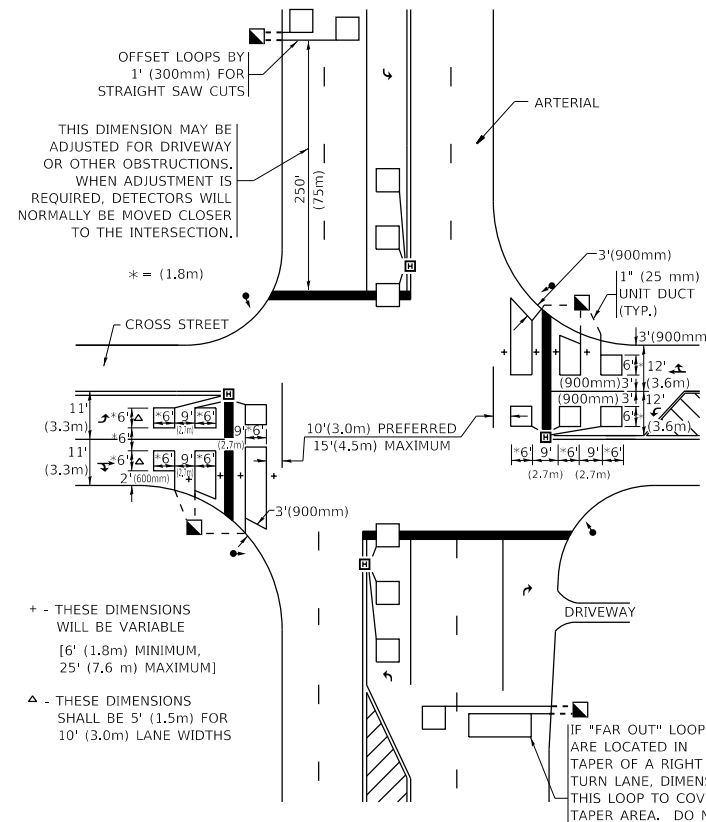 OFFSET LOOPS BY
1' (300mm) FOR
STRAIGHT SAW CUTS
THIS DIMENSION MAY BE
ADJUSTED FOR DRIVEWAY
OR OTHER OBSTRUCTIONS.
WHEN ADJUSTMENT IS
REQUIRED, DETECTORS WILL
NORMALLY BE MOVED CLOSER
TO THE INTERSECTION.
250'
(75m)
ARTERIAL
* = (1.8m)
CROSS STREET
H
3'(900mm)
1" (25 mm)
UNIT DUCT
(TYP.)
3'(900mm)
6'* 12'
(3.6m)
(900mm) 3'
(900mm) 3'
12'
6'*
(3.6m)
H
*6' 9' *6' 9' *6'
(2.7m) (2.7m)
11'
(3.3m)
*6'
*6' 9' *6'
(2.7m)
H
*6'
9' *6'
(2.7m)
11'
(3.3m)
*6'
*6' 9' *6'
(2.7m)
2' (600mm)
10'(3.0m) PREFERRED
15'(4.5m) MAXIMUM
3'(900mm)
H
DRIVEWAY
+ - THESE DIMENSIONS
WILL BE VARIABLE
[6' (1.8m) MINIMUM,
25' (7.6 m) MAXIMUM]
△ - THESE DIMENSIONS
SHALL BE 5' (1.5m) FOR
10' (3.0m) LANE WIDTHS
IF "FAR OUT" LOOP
ARE LOCATED IN
TAPER OF A RIGHT
TURN LANE,
THIS LOOP TO
TAPER AREA. DO